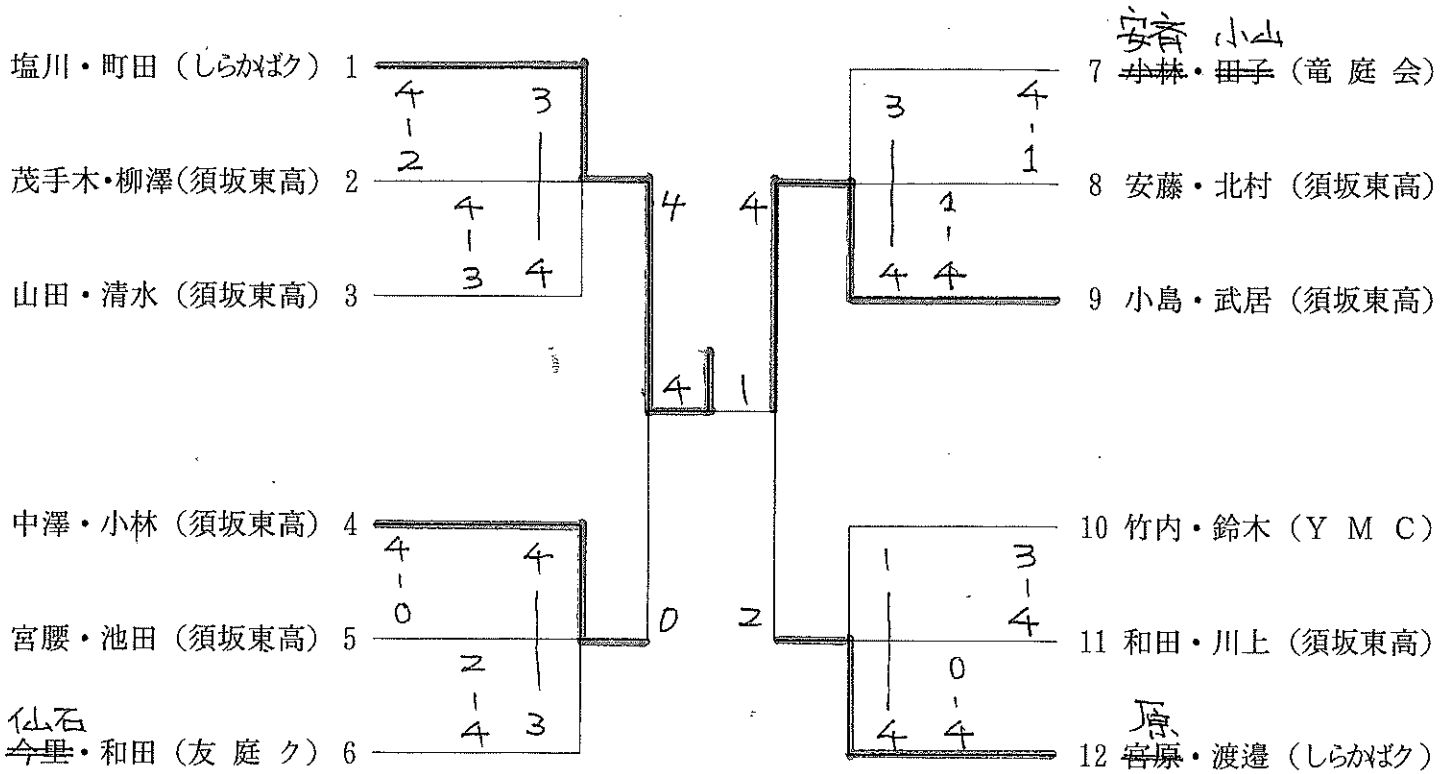 塩川・町田 (しらかばク) 1
4 - 2
3 - 4
茂手木・柳澤(須坂東高) 2
4 - 3
山田・清水 (須坂東高) 3
4
中澤・小林 (須坂東高) 4
4 - 0
4 - 3
宮腰・池田 (須坂東高) 5
2 - 4
仙石
今里・和田 (友庭ク) 6
0
4 1
安斉 小山
7 小林・田子 (竜庭会)
3 - 4
4 - 1
8 安藤・北村 (須坂東高)
1 - 4
9 小島・武居 (須坂東高)
4
10 竹内・鈴木 (YMC)
1 - 4
3 - 4
11 和田・川上 (須坂東高)
0 - 4
原
12 宮原・渡邉 (しらかばク)
2